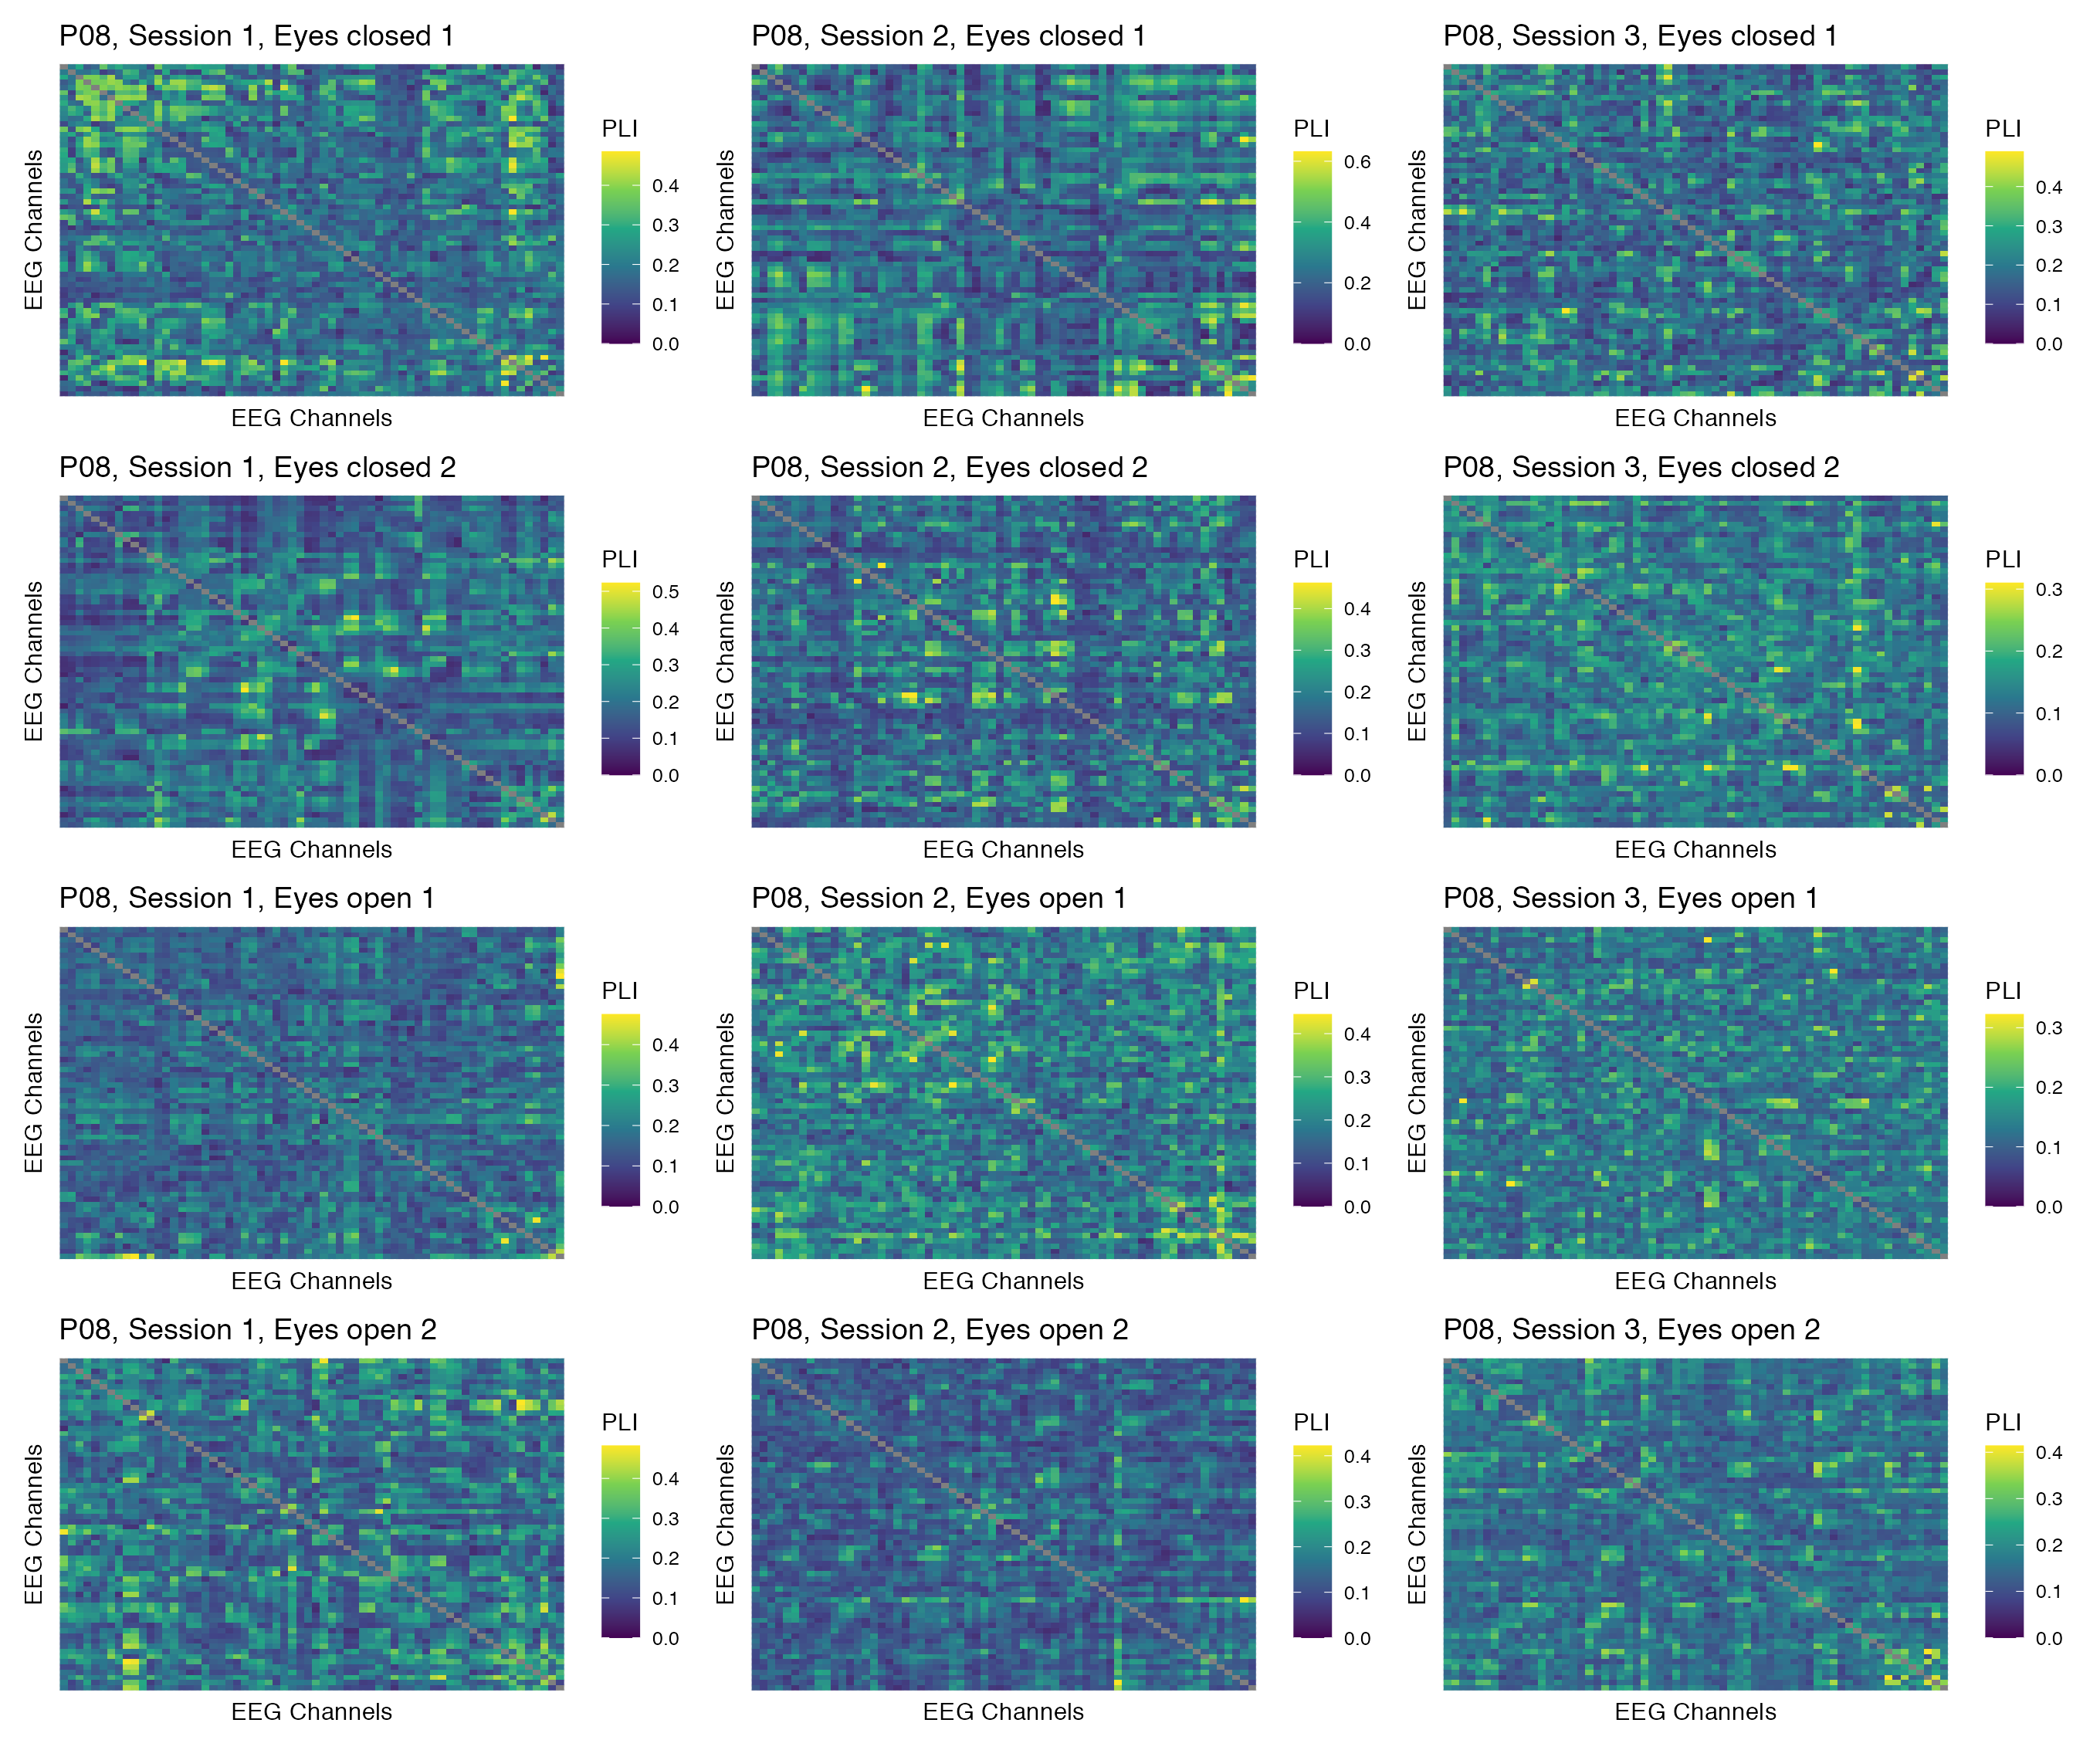 P08, Session 1, Eyes closed 1
EEG Channels
EEG Channels
PLI
0.4
0.3
0.2
0.1
0.0
P08, Session 2, Eyes closed 1
EEG Channels
EEG Channels
PLI
0.6
0.4
0.2
0.0
P08, Session 3, Eyes closed 1
EEG Channels
EEG Channels
PLI
0.4
0.3
0.2
0.1
0.0
P08, Session 1, Eyes closed 2
EEG Channels
EEG Channels
PLI
0.5
0.4
0.3
0.2
0.1
0.0
P08, Session 2, Eyes closed 2
EEG Channels
EEG Channels
PLI
0.4
0.3
0.2
0.1
0.0
P08, Session 3, Eyes closed 2
EEG Channels
EEG Channels
PLI
0.3
0.2
0.1
0.0
P08, Session 1, Eyes open 1
EEG Channels
EEG Channels
PLI
0.4
0.3
0.2
0.1
0.0
P08, Session 2, Eyes open 1
EEG Channels
EEG Channels
PLI
0.4
0.3
0.2
0.1
0.0
P08, Session 3, Eyes open 1
EEG Channels
EEG Channels
PLI
0.3
0.2
0.1
0.0
P08, Session 1, Eyes open 2
EEG Channels
EEG Channels
PLI
0.4
0.3
0.2
0.1
0.0
P08, Session 2, Eyes open 2
EEG Channels
EEG Channels
PLI
0.4
0.3
0.2
0.1
0.0
P08, Session 3, Eyes open 2
EEG Channels
EEG Channels
PLI
0.4
0.3
0.2
0.1
0.0